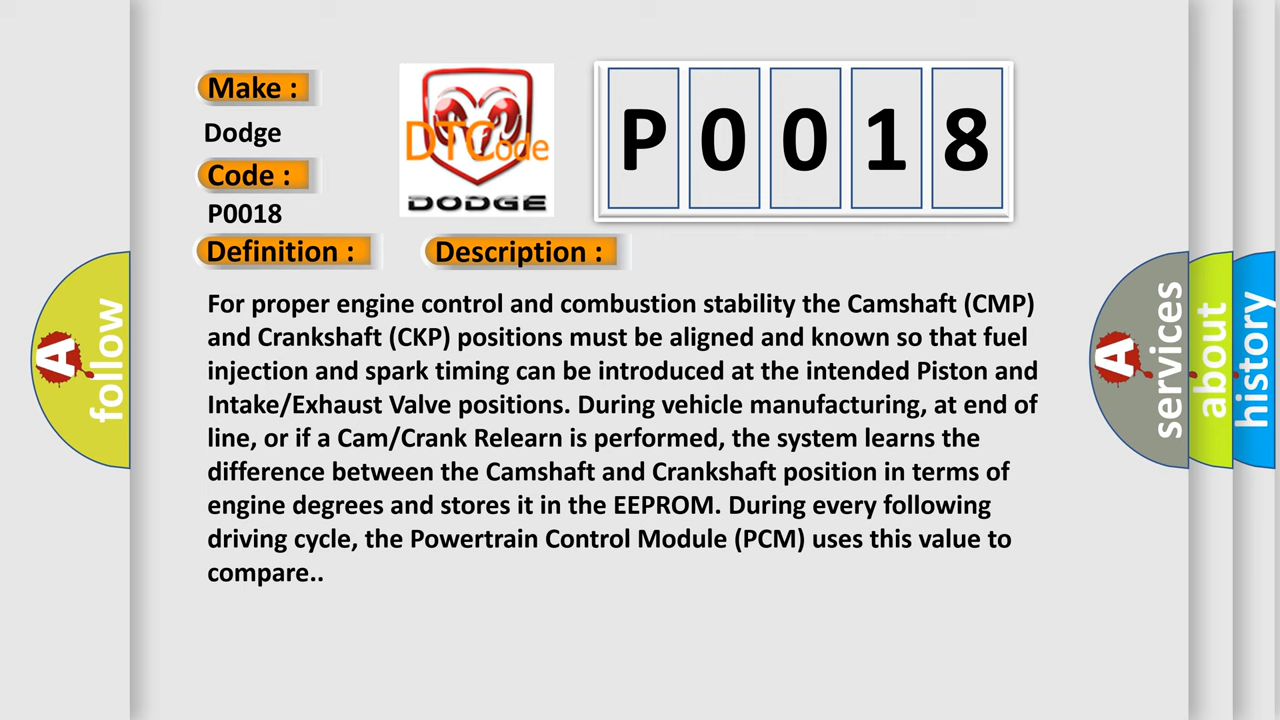 Make :
Dodge
Code :
P0018
DTCode
DODGE
P0018
Definition :
Description :
For proper engine control and combustion stability the Camshaft (CMP)
and Crankshaft (CKP) positions must be aligned and known so that fuel
injection and spark timing can be introduced at the intended Piston and
Intake/Exhaust Valve positions. During vehicle manufacturing, at end of
line, or if a Cam/Crank Relearn is performed, the system learns the
difference between the Camshaft and Crankshaft position in terms of
engine degrees and stores it in the EEPROM. During every following
driving cycle, the Powertrain Control Module (PCM) uses this value to
compare..
A
follow
A
services
about
history